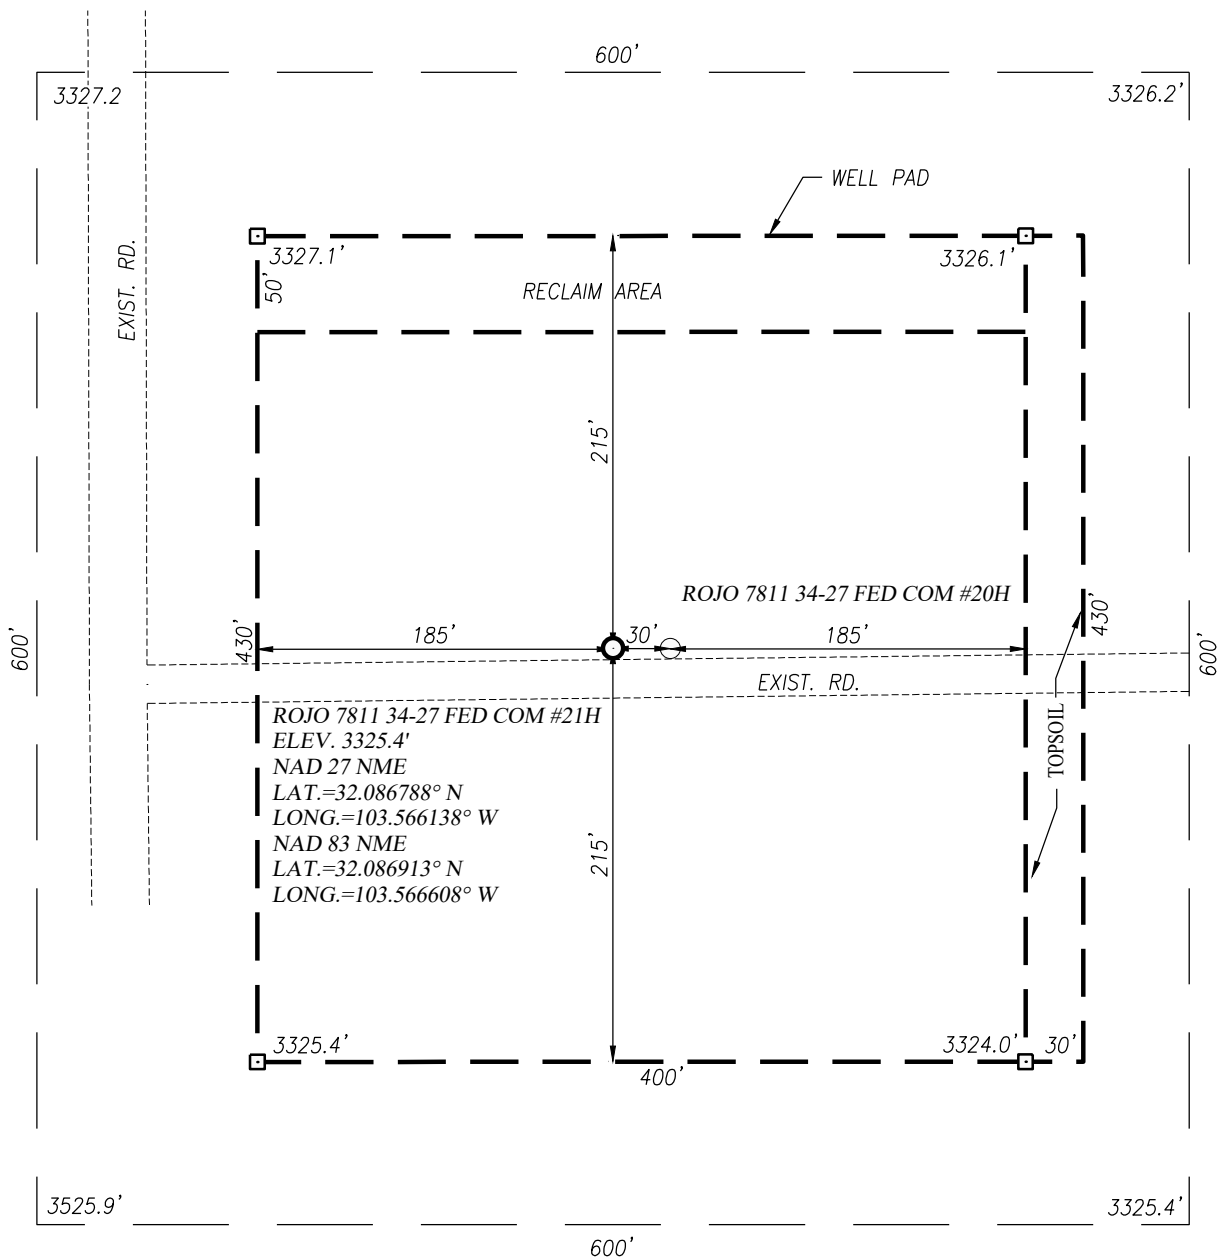 600'
3327.2
3326.2'
WELL PAD
EXIST. RD.
3327.1'
3326.1'
50'
RECLAIM AREA
215'
ROJO 7811 34-27 FED COM #20H
600'
430'
185'
30'
185'
430'
600'
EXIST. RD.
ROJO 7811 34-27 FED COM #21H
ELEV. 3325.4'
NAD 27 NME
LAT.=32.086788° N
LONG.=103.566138° W
NAD 83 NME
LAT.=32.086913° N
LONG.=103.566608° W
TOPSOIL
215'
3325.4'
3324.0'
30'
400'
3525.9'
3325.4'
600'